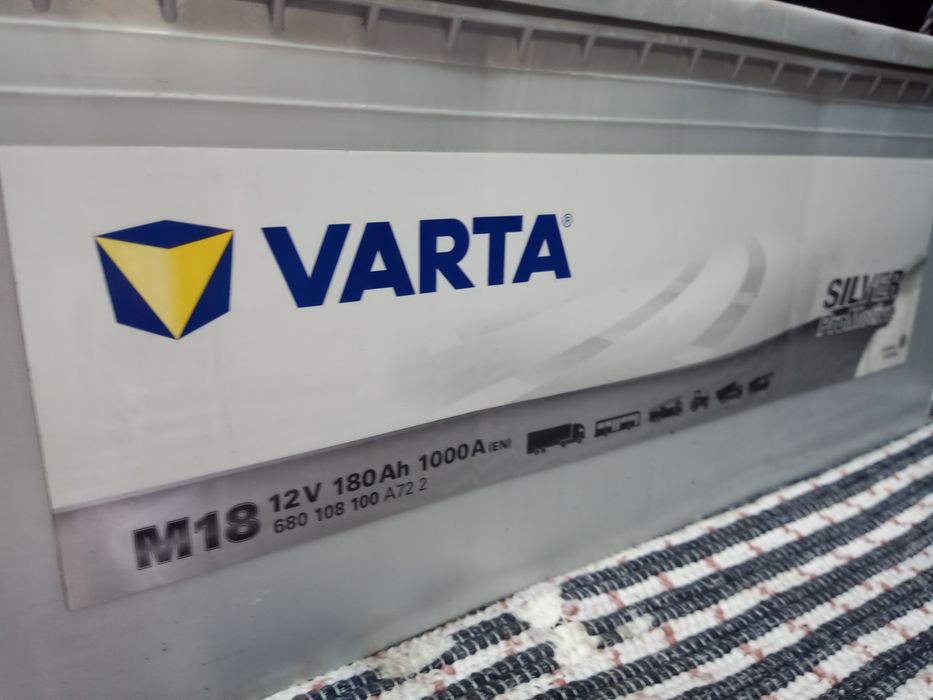 VARTA®
SILVER
ProMotive
M18
12V 180Ah 1000A (EN)
680 108 100 A72 2